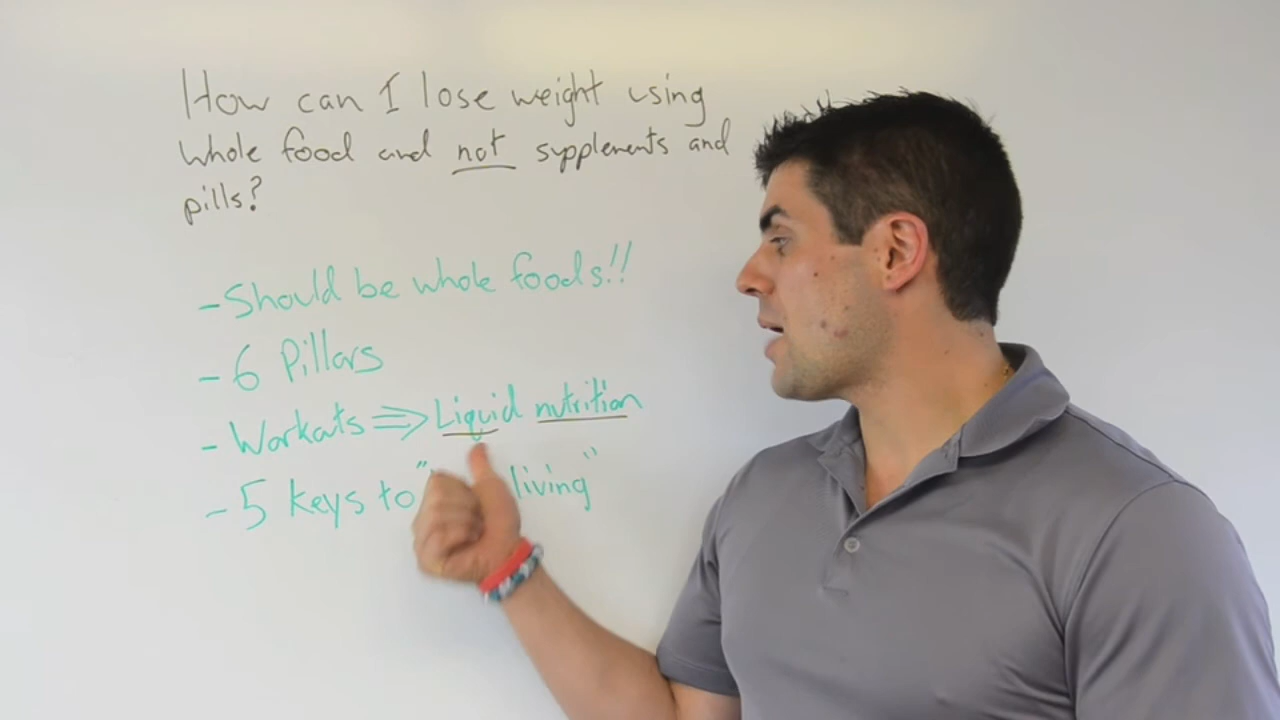 How can I lose weight using
whole food and not supplements and
pills?
- Should be whole foods!!
- 6 Pillars
- Workouts => Liquid nutrition
- 5 keys to " living"